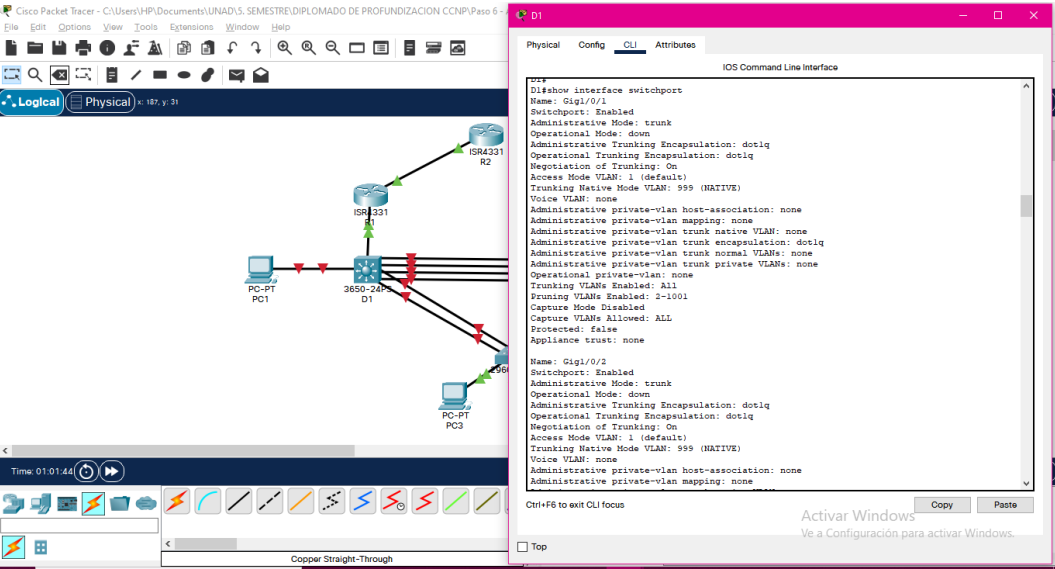 Cisco Packet Tracer - C:\Users\HP\Documents\UNAD\5. SEMESTRE\DIPLOMADO DE PROFUNDIZACION CCNP\Paso 6 -
File Edit Options View Tools Extensions Window Help
Logical Physical x: 187, y: 31
ISR4331
R2
ISR4331
R1
PC-PT
PC1
3650-24PS
D1
296
PC-PT
PC3
Time: 01:01:44
Copper Straight-Through
D1
Physical Config CLI Attributes
IOS Command Line Interface
D1#
D1#show interface switchport
Name: Gig1/0/1
Switchport: Enabled
Administrative Mode: trunk
Operational Mode: down
Administrative Trunking Encapsulation: dot1q
Operational Trunking Encapsulation: dot1q
Negotiation of Trunking: On
Access Mode VLAN: 1 (default)
Trunking Native Mode VLAN: 999 (NATIVE)
Voice VLAN: none
Administrative private-vlan host-association: none
Administrative private-vlan mapping: none
Administrative private-vlan trunk native VLAN: none
Administrative private-vlan trunk encapsulation: dot1q
Administrative private-vlan trunk normal VLANs: none
Administrative private-vlan trunk private VLANs: none
Operational private-vlan: none
Trunking VLANs Enabled: All
Pruning VLANs Enabled: 2-1001
Capture Mode Disabled
Capture VLANs Allowed: ALL
Protected: false
Appliance trust: none
Name: Gig1/0/2
Switchport: Enabled
Administrative Mode: trunk
Operational Mode: down
Administrative Trunking Encapsulation: dot1q
Operational Trunking Encapsulation: dot1q
Negotiation of Trunking: On
Access Mode VLAN: 1 (default)
Trunking Native Mode VLAN: 999 (NATIVE)
Voice VLAN: none
Administrative private-vlan host-association: none
Administrative private-vlan mapping: none
Ctrl+F6 to exit CLI focus
Copy Paste
Activar Windows
Ve a Configuración para activar Windows.
Top